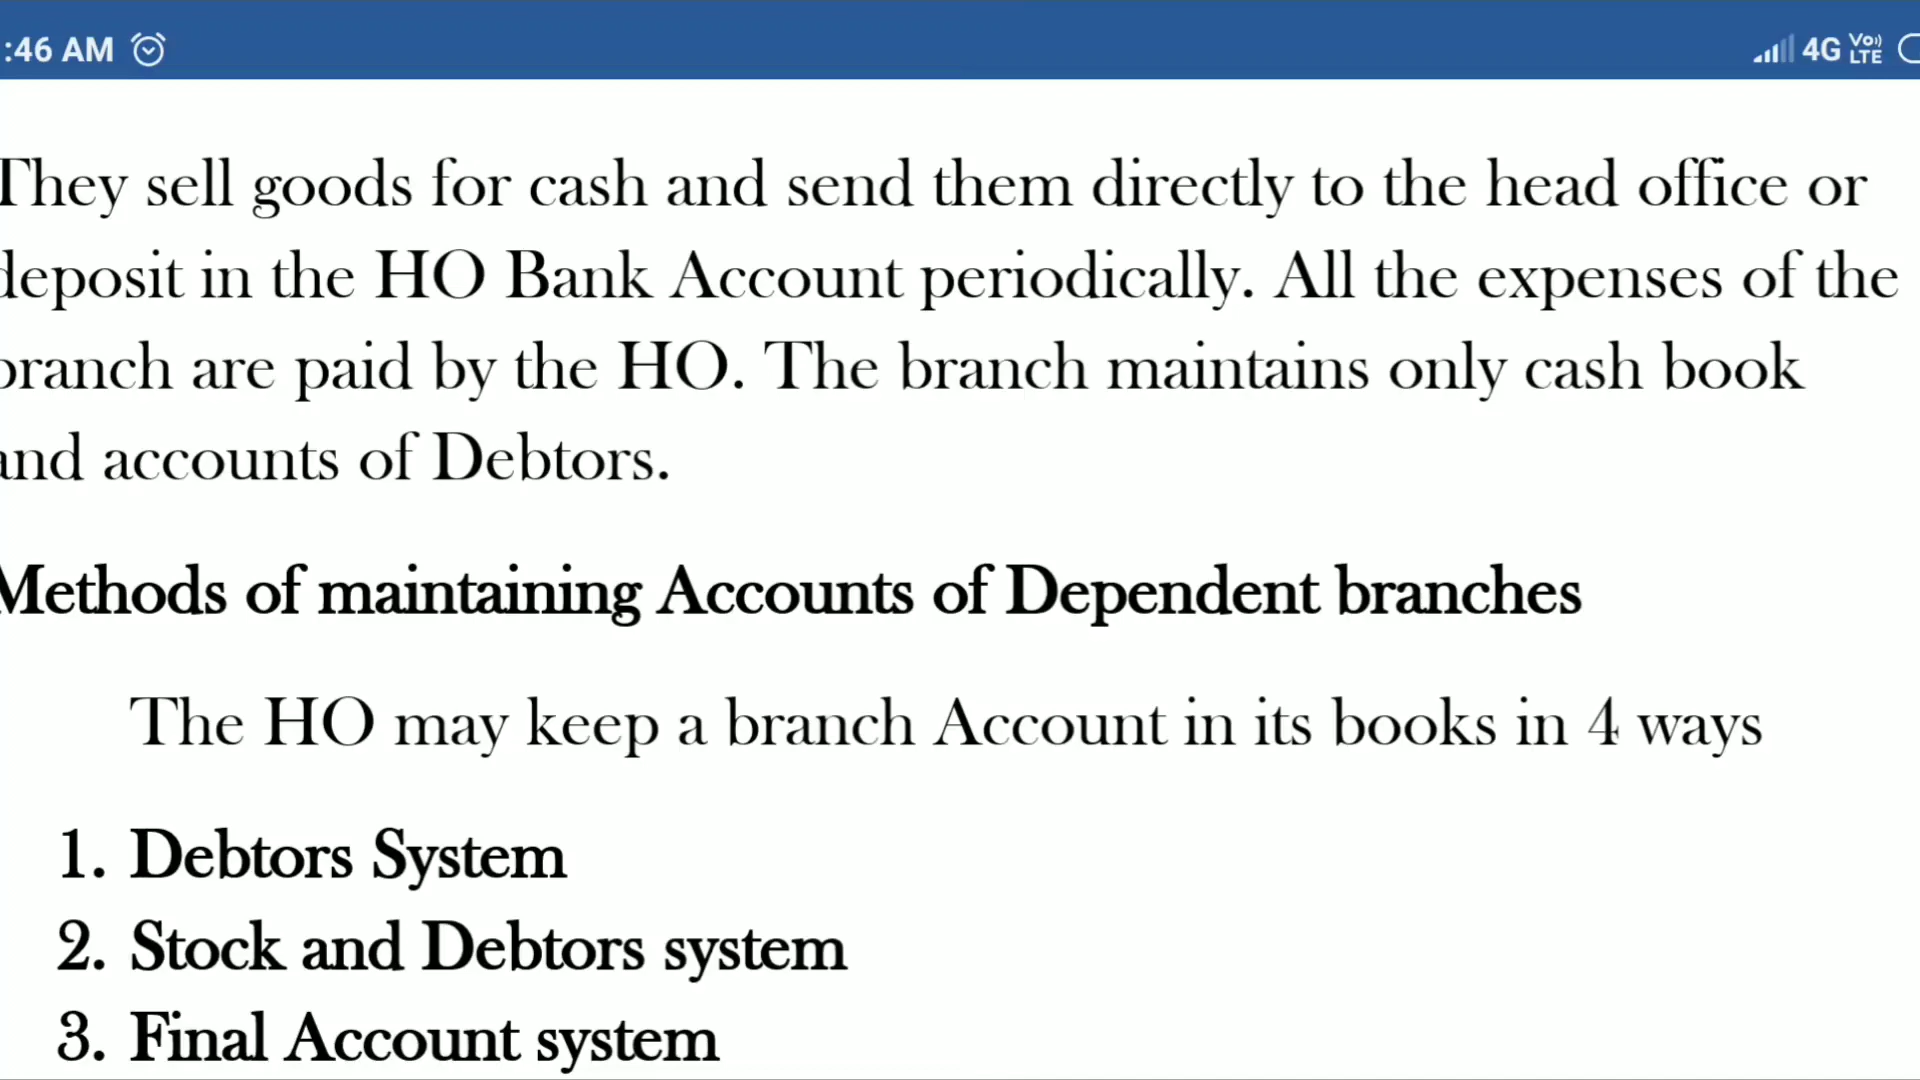 :46 AM
4G Vo)) LTE
They sell goods for cash and send them directly to the head office or
deposit in the HO Bank Account periodically. All the expenses of the
branch are paid by the HO. The branch maintains only cash book
and accounts of Debtors.
Methods of maintaining Accounts of Dependent branches
The HO may keep a branch Account in its books in 4 ways
1. Debtors System
2. Stock and Debtors system
3. Final Account system